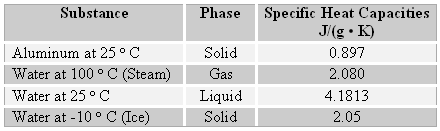 Substance Phase Specific Heat Capacities
J/(g • K)
Aluminum at 25 ° C Solid 0.897
Water at 100 ° C (Steam) Gas 2.080
Water at 25 ° C Liquid 4.1813
Water at -10 ° C (Ice) Solid 2.05